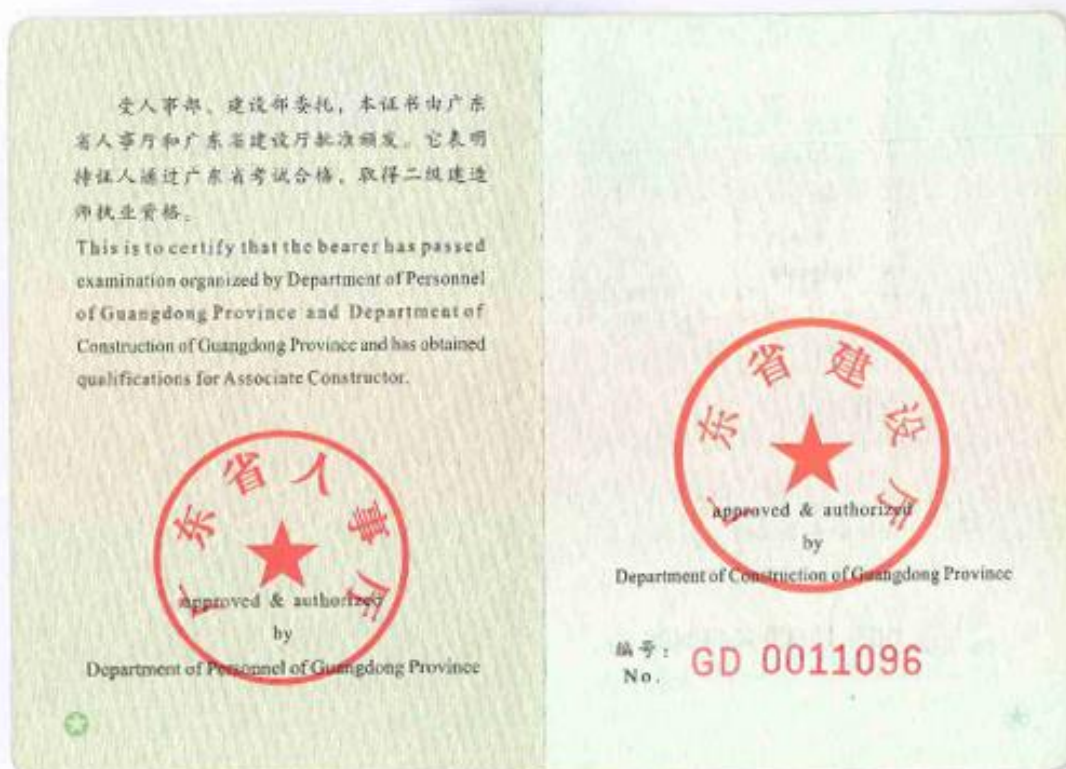 受人事部、建设部委托，本证书由广东
省人事厅和广东省建设厅批准颁发。它表明
持证人通过广东省考试合格，取得二级建造
师执业资格。
This is to certify that the bearer has passed
examination organized by Department of Personnel
of Guangdong Province and Department of
Construction of Guangdong Province and has obtained
qualifications for Associate Constructor.
广东省人事厅
approved & authorized
by
Department of Personnel of Guangdong Province
广东省建设厅
approved & authorized
by
Department of Construction of Guangdong Province
编号：
No. GD 0011096